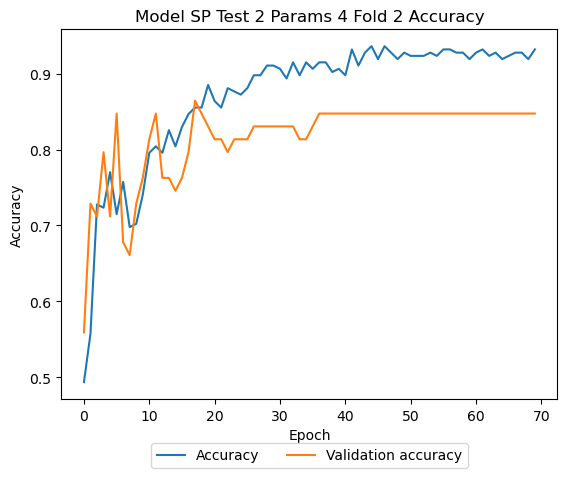 Model SP Test 2 Params 4 Fold 2 Accuracy
0.9
0.8
0.7
0.6
0.5
Accuracy
0 10 20 30 40 50 60 70
Epoch
Accuracy Validation accuracy